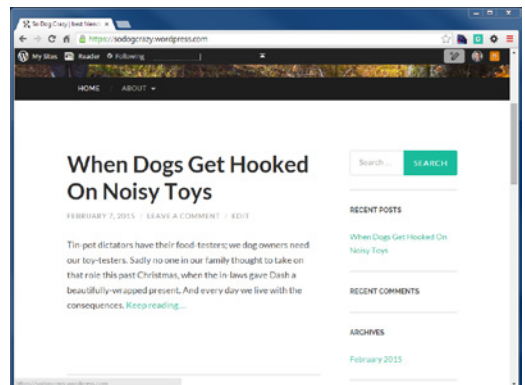 So Dog Crazy | best friend
https://sodogcrazy.wordpress.com
My Sites Reader Following
HOME / ABOUT
When Dogs Get Hooked
On Noisy Toys
FEBRUARY 7, 2015 / LEAVE A COMMENT / EDIT
Tin-pot dictators have their food-testers; we dog owners need
our toy-testers. Sadly no one in our family thought to take on
that role this past Christmas, when the in-laws gave Dash a
beautifully-wrapped present. And every day we live with the
consequences. Keep reading...
Search ... SEARCH
RECENT POSTS
When Dogs Get Hooked On
Noisy Toys
RECENT COMMENTS
ARCHIVES
February 2015
https://sodogcrazy.wordpress.com